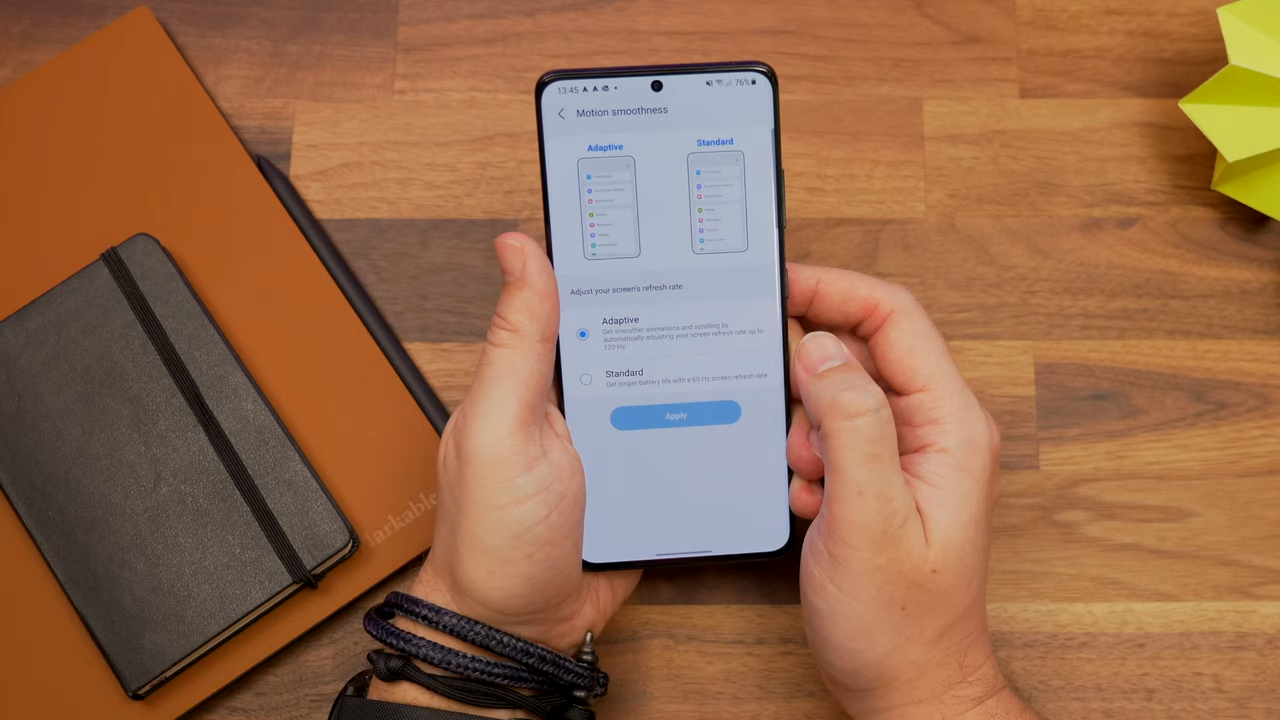 13:45
76%
Motion smoothness
Adaptive
Standard
Adjust your screen's refresh rate.
Adaptive
Get smoother animations and scrolling by
automatically adjusting your screen refresh rate up to
120 Hz.
Standard
Get longer battery life with a 60 Hz screen refresh rate.
Apply
arkable